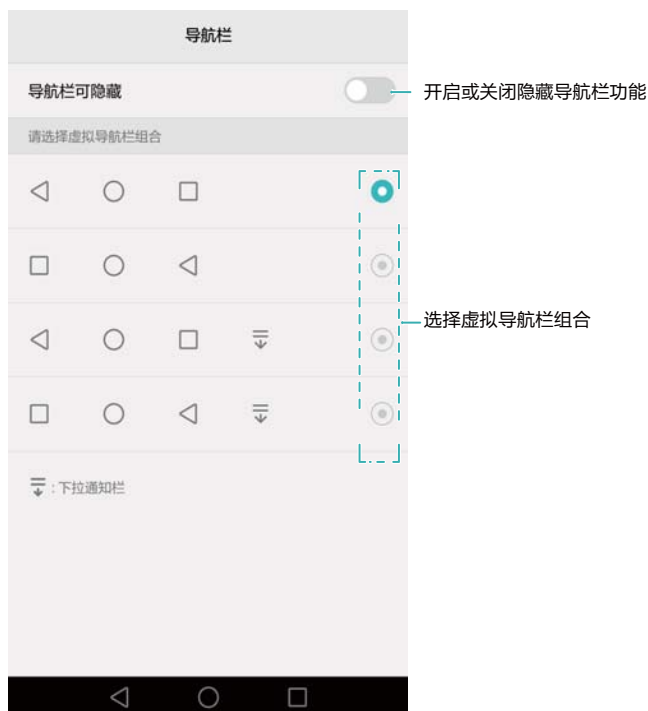 导航栏
导航栏可隐藏
开启或关闭隐藏导航栏功能
请选择虚拟导航栏组合
选择虚拟导航栏组合
:下拉通知栏